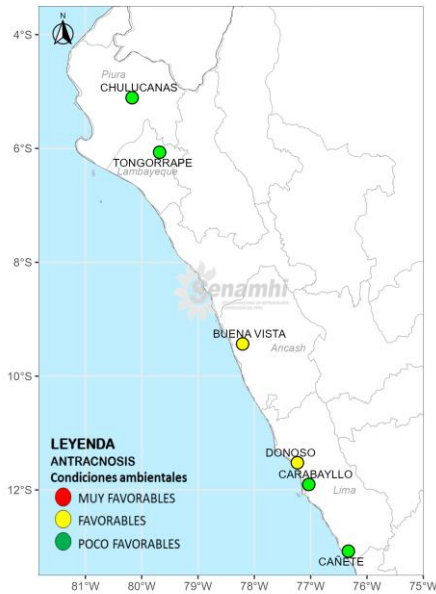 N
4°S
Piura
CHULUCANAS
6°S
TONGORRAPE
Lambayeque
8°S
Senamhi
BUENA VISTA
Ancash
10°S
LEYENDA
ANTRACNOSIS
Condiciones ambientales
MUY FAVORABLES
FAVORABLES
POCO FAVORABLES
DONOSO
CARABAYLLO
12°S
Lima
CAÑETE
81°W 80°W 79°W 78°W 77°W 76°W 75°W